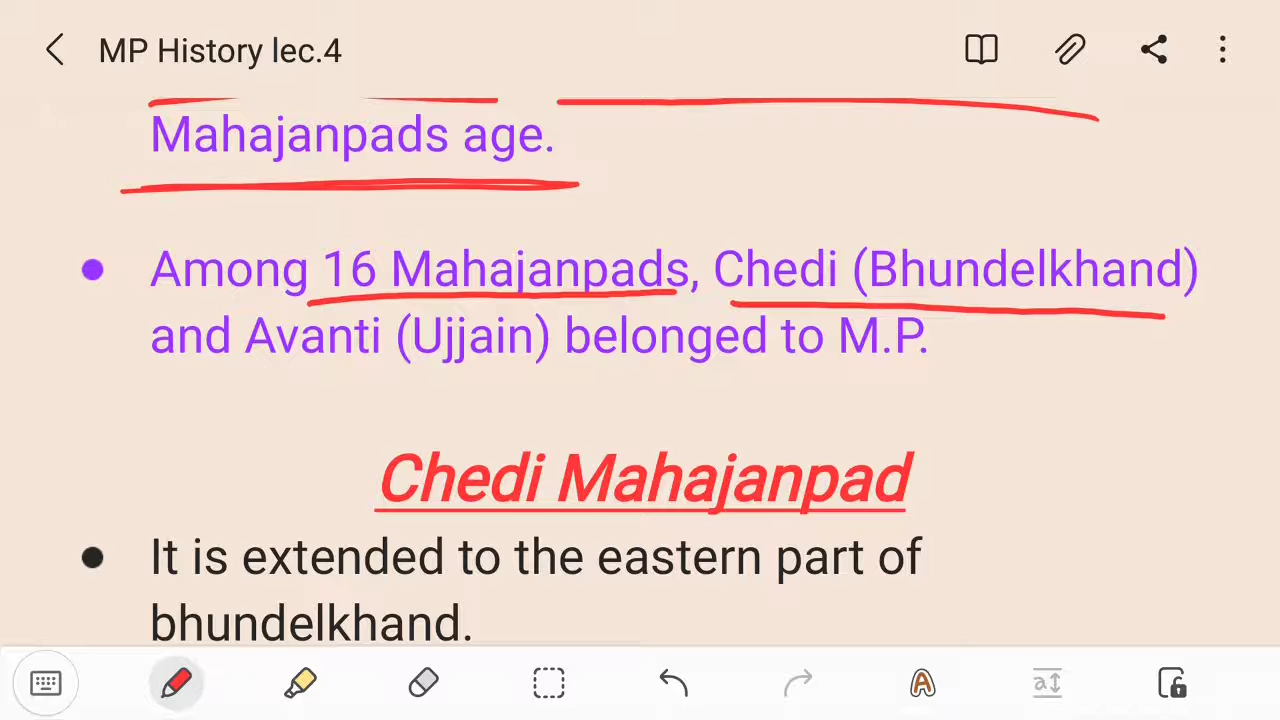 MP History lec.4
Mahajanpads age.
Among 16 Mahajanpads, Chedi (Bhundelkhand)
and Avanti (Ujjain) belonged to M.P.
Chedi Mahajanpad
It is extended to the eastern part of
bhundelkhand.